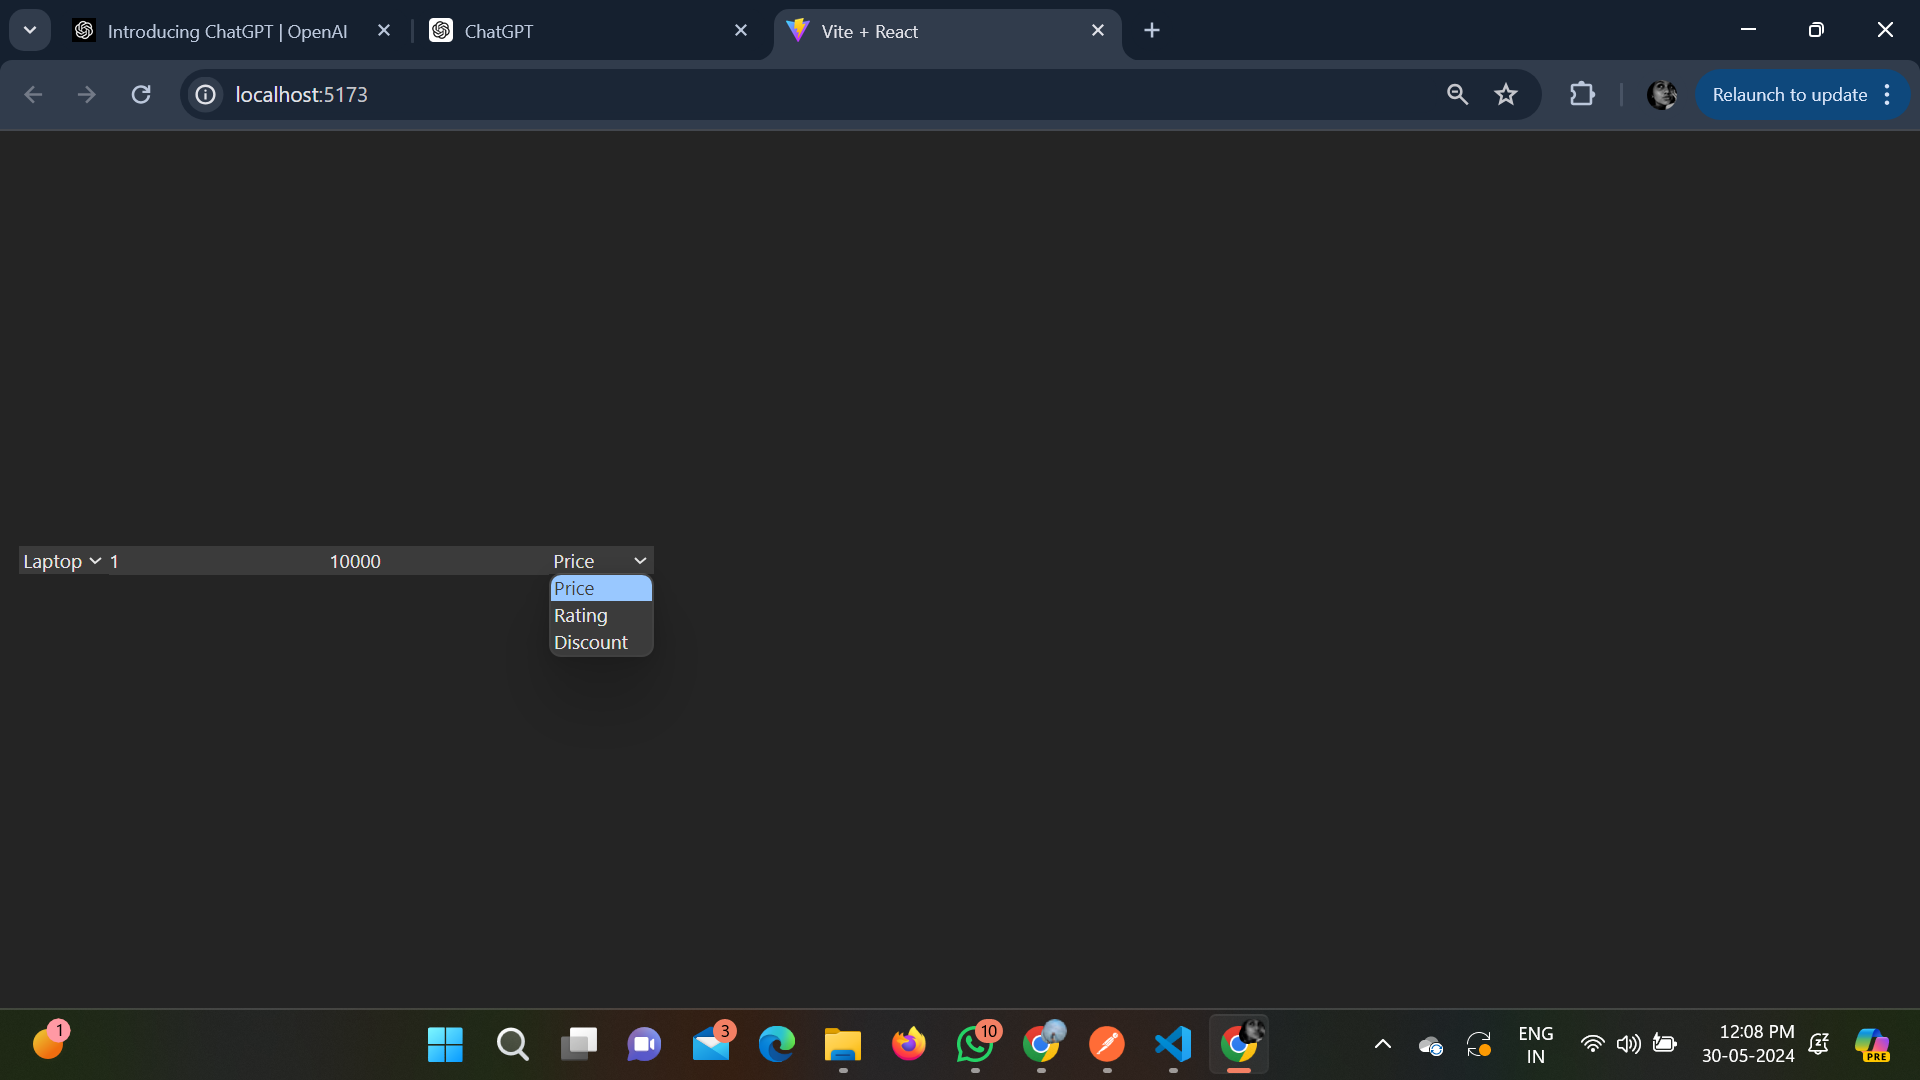 Introducing ChatGPT | OpenAI
ChatGPT
Vite + React
localhost:5173
Relaunch to update
Laptop 1 10000 Price
Price
Rating
Discount
1
3
10
ENG
IN
12:08 PM
30-05-2024
PRE